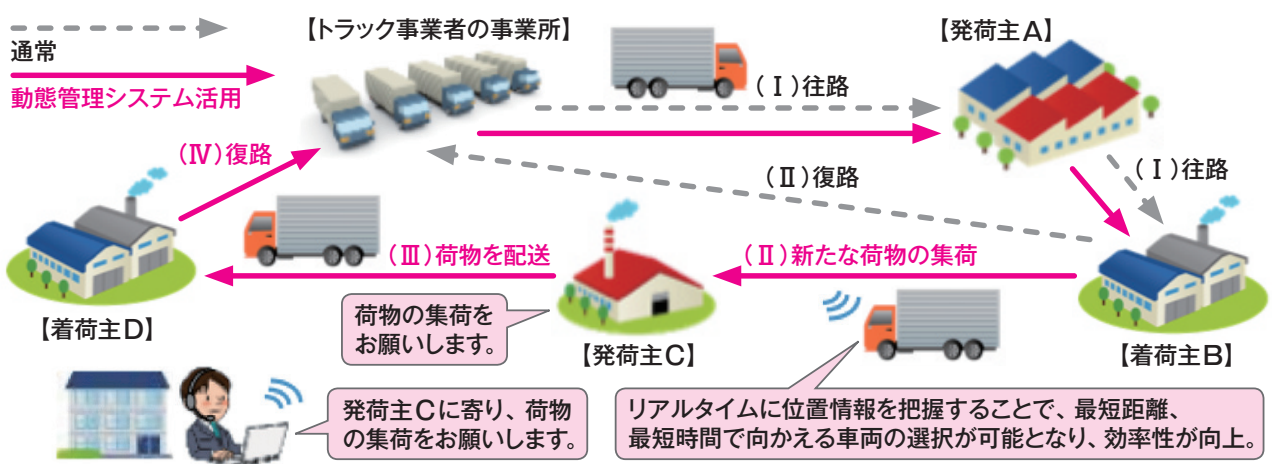 通常
動態管理システム活用
【トラック事業者の事業所】
(Ⅰ)往路
【発荷主A】
(Ⅰ)往路
(Ⅱ)復路
(Ⅳ)復路
(Ⅲ)荷物を配送
(Ⅱ)新たな荷物の集荷
【着荷主D】
荷物の集荷を
お願いします。
【発荷主C】
【着荷主B】
発荷主Cに寄り、荷物
の集荷をお願いします。
リアルタイムに位置情報を把握することで、最短距離、
最短時間で向かえる車両の選択が可能となり、効率性が向上。